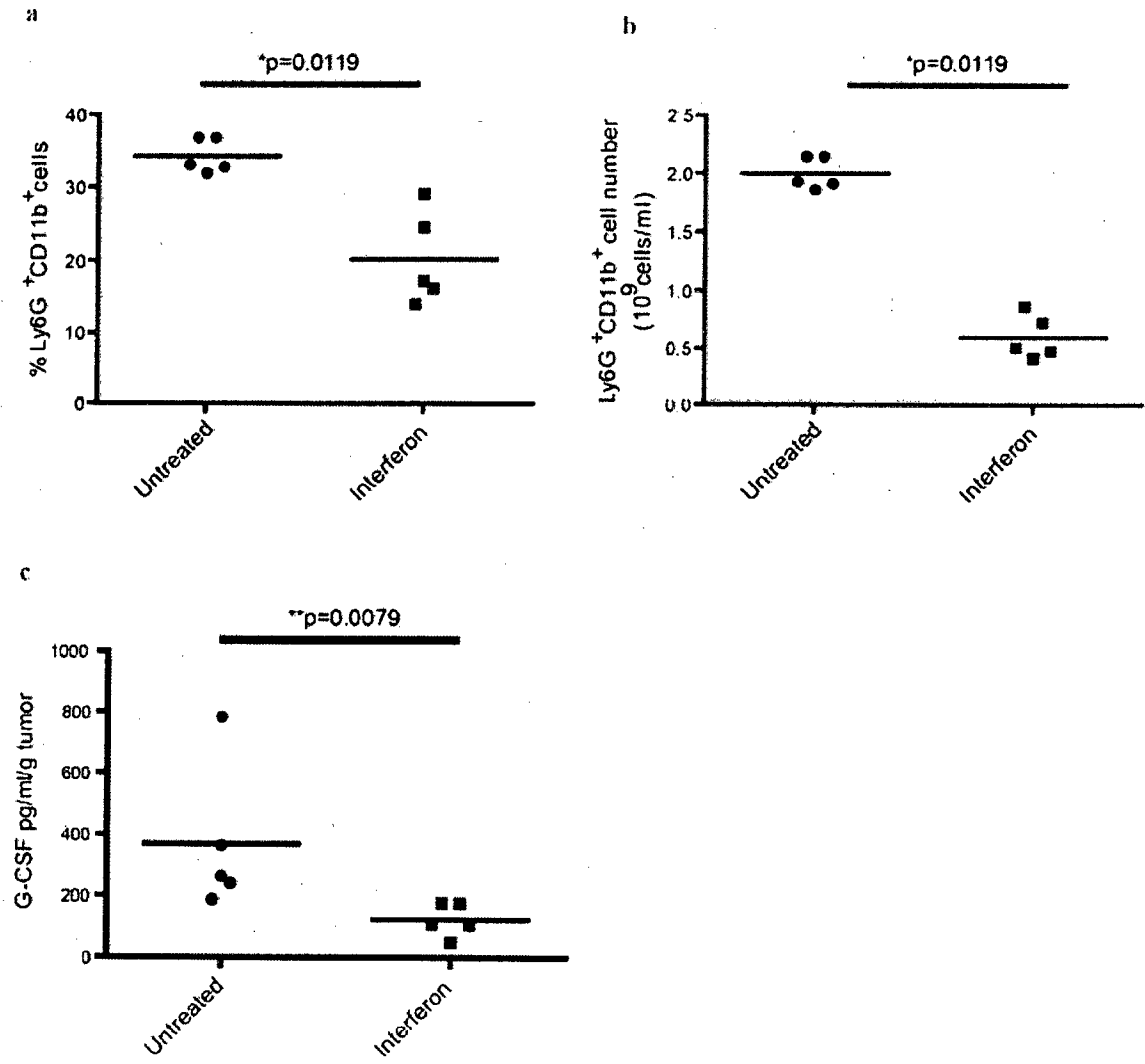 a
*p=0.0119
% Ly6G +CD11b+cells
40
30
20
10
0
Untreated
Interferon
b
*p=0.0119
Ly6G +CD11b+ cell number
(10^9 cells/ml)
2.5
2.0
1.5
1.0
0.5
0.0
Untreated
Interferon
c
**p=0.0079
G-CSF pg/ml/g tumor
1000
800
600
400
200
0
Untreated
Interferon